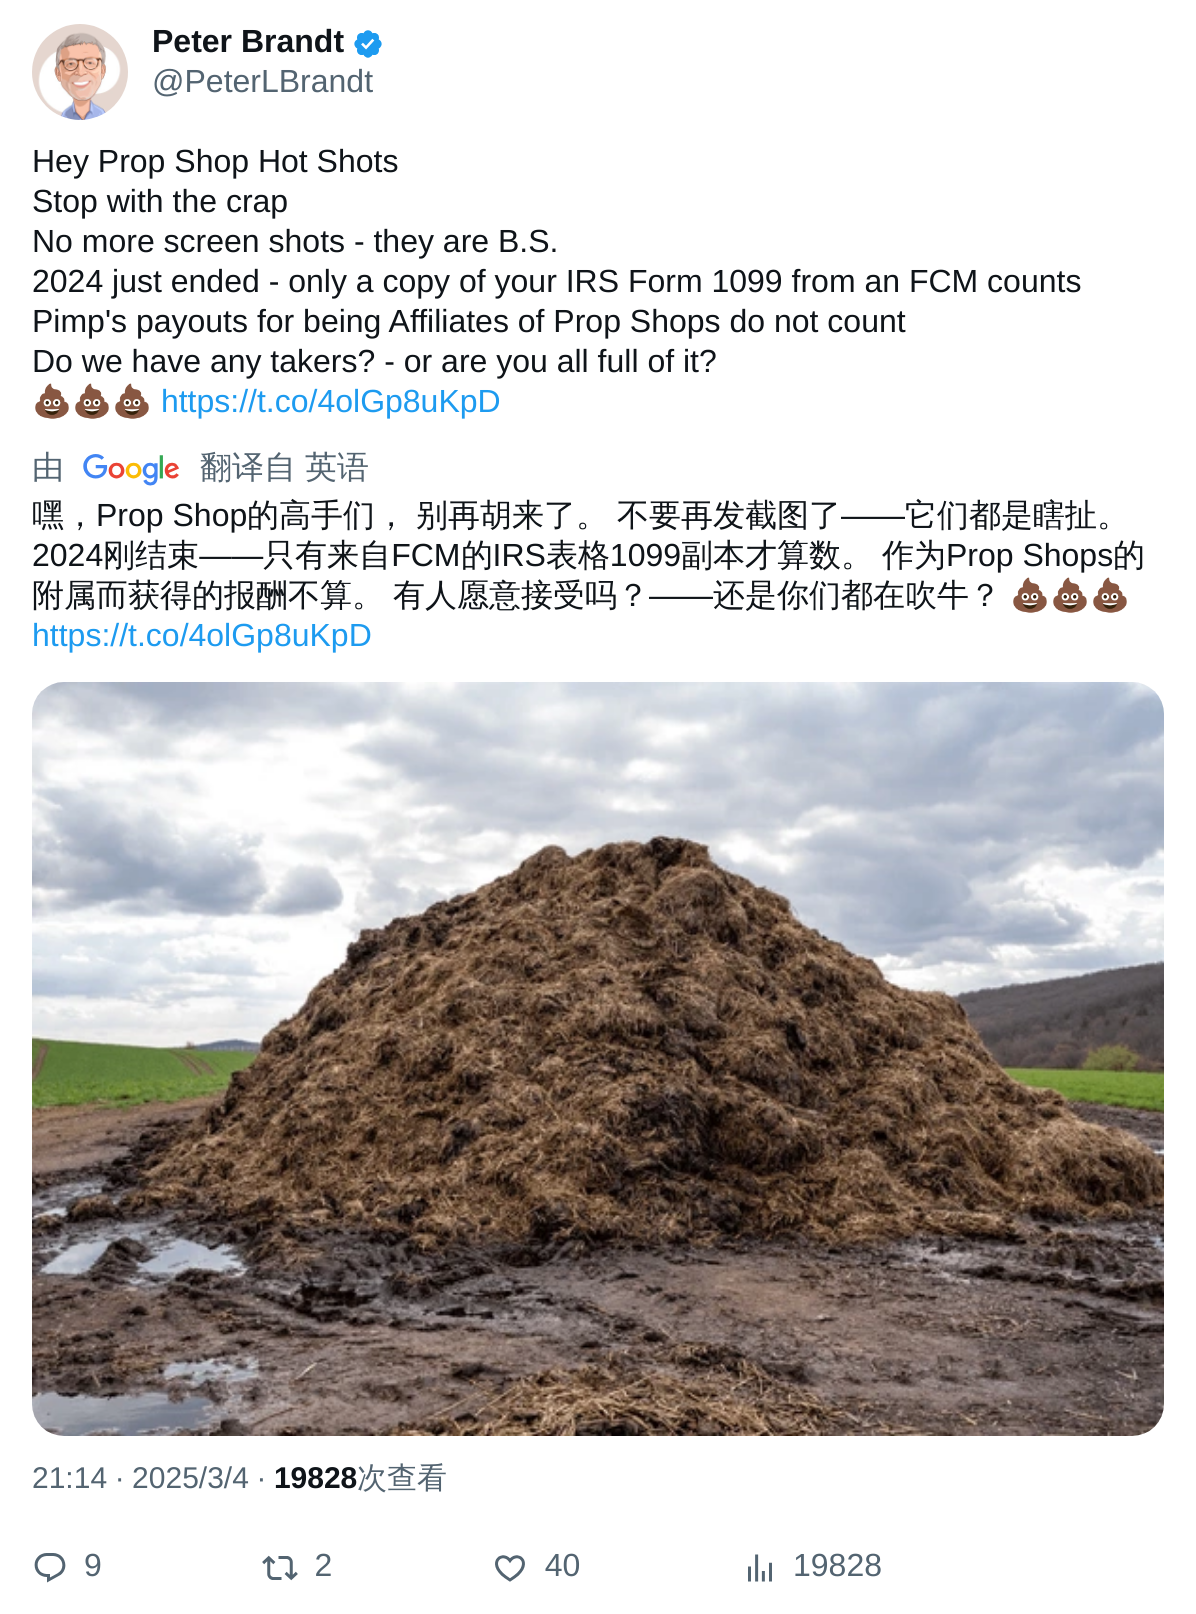 Peter Brandt
@PeterLBrandt
Hey Prop Shop Hot Shots
Stop with the crap
No more screen shots - they are B.S.
2024 just ended - only a copy of your IRS Form 1099 from an FCM counts
Pimp's payouts for being Affiliates of Prop Shops do not count
Do we have any takers? - or are you all full of it?
💩💩💩 https://t.co/4olGp8uKpD
由 Google 翻译自 英语
嘿，Prop Shop的高手们， 别再胡来了。 不要再发截图了——它们都是瞎扯。
2024刚结束——只有来自FCM的IRS表格1099副本才算数。 作为Prop Shops的
附属而获得的报酬不算。 有人愿意接受吗？——还是你们都在吹牛？ 💩💩💩
https://t.co/4olGp8uKpD
21:14 · 2025/3/4 · 19828次查看
9 2 40 19828